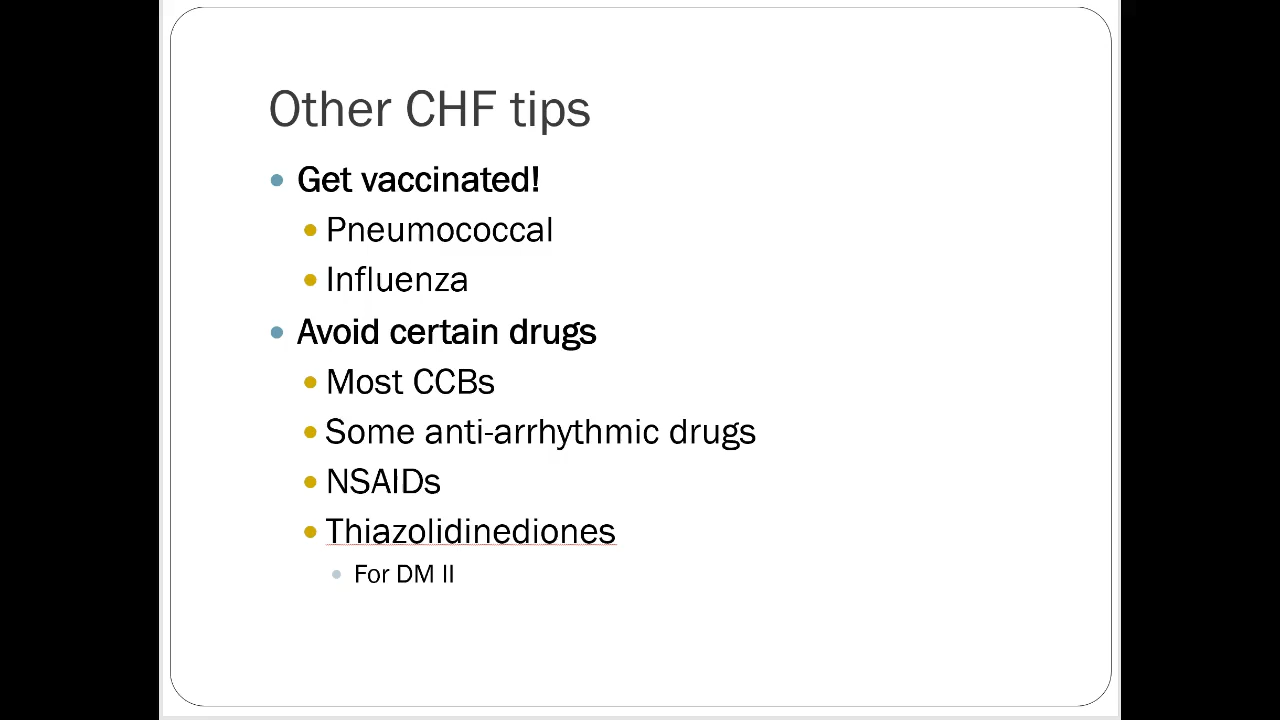 Other CHF tips
Get vaccinated!
Pneumococcal
Influenza
Avoid certain drugs
Most CCBs
Some anti-arrhythmic drugs
NSAIDs
Thiazolidinediones
For DM II